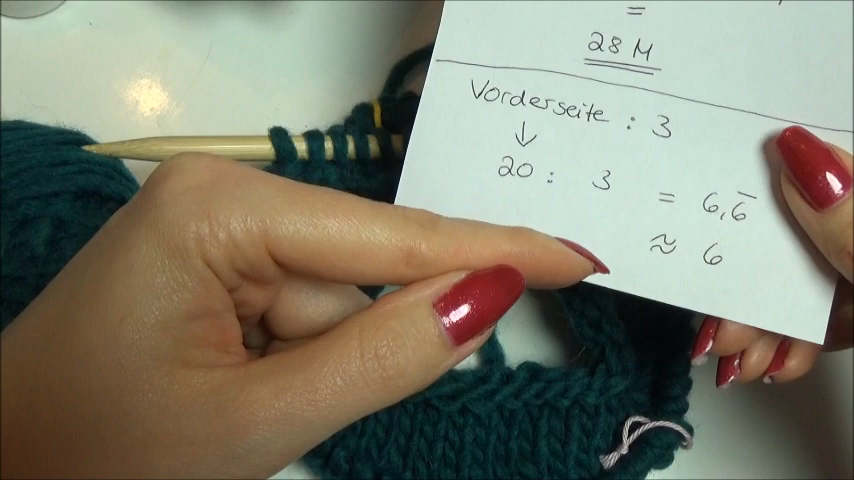 =
28 M
Vorderseite : 3
↓
20 : 3 = 6,6̅
≈ 6